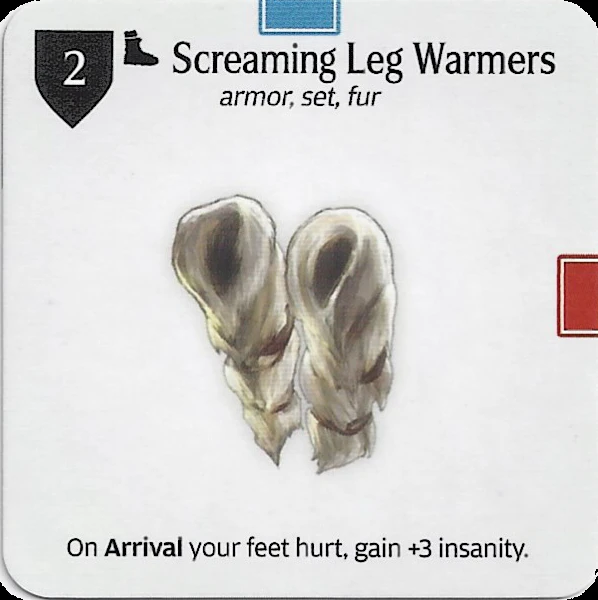 2 Screaming Leg Warmers
armor, set, fur
On Arrival your feet hurt, gain +3 insanity.